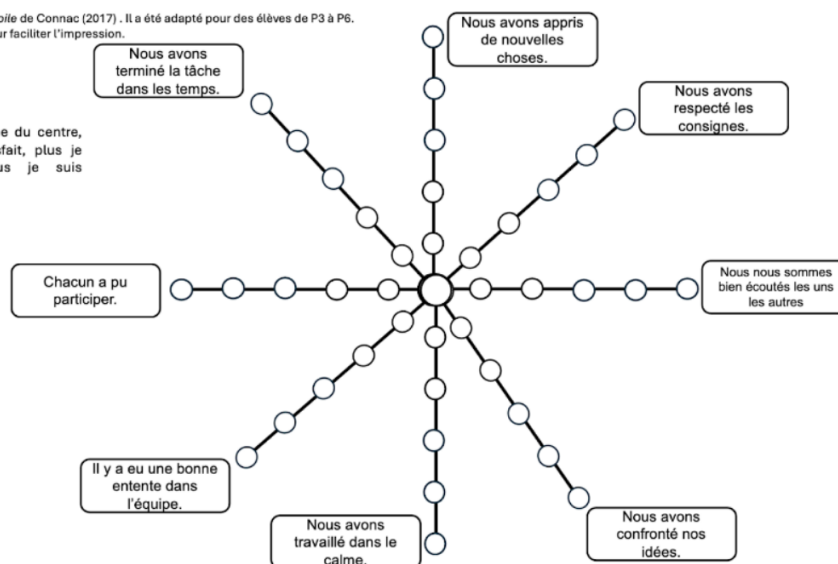 oile de Connac (2017) . Il a été adapté pour des élèves de P3 à P6.
ur faciliter l'impression.
Nous avons appris
de nouvelles
choses.
Nous avons
terminé la tâche
dans les temps.
Nous avons
respecté les
consignes.
e du centre,
sfait, plus je
us je suis
Chacun a pu
participer.
Nous nous sommes
bien écoutés les uns
les autres
Il y a eu une bonne
entente dans
l'équipe.
Nous avons
travaillé dans le
calme.
Nous avons
confronté nos
idées.